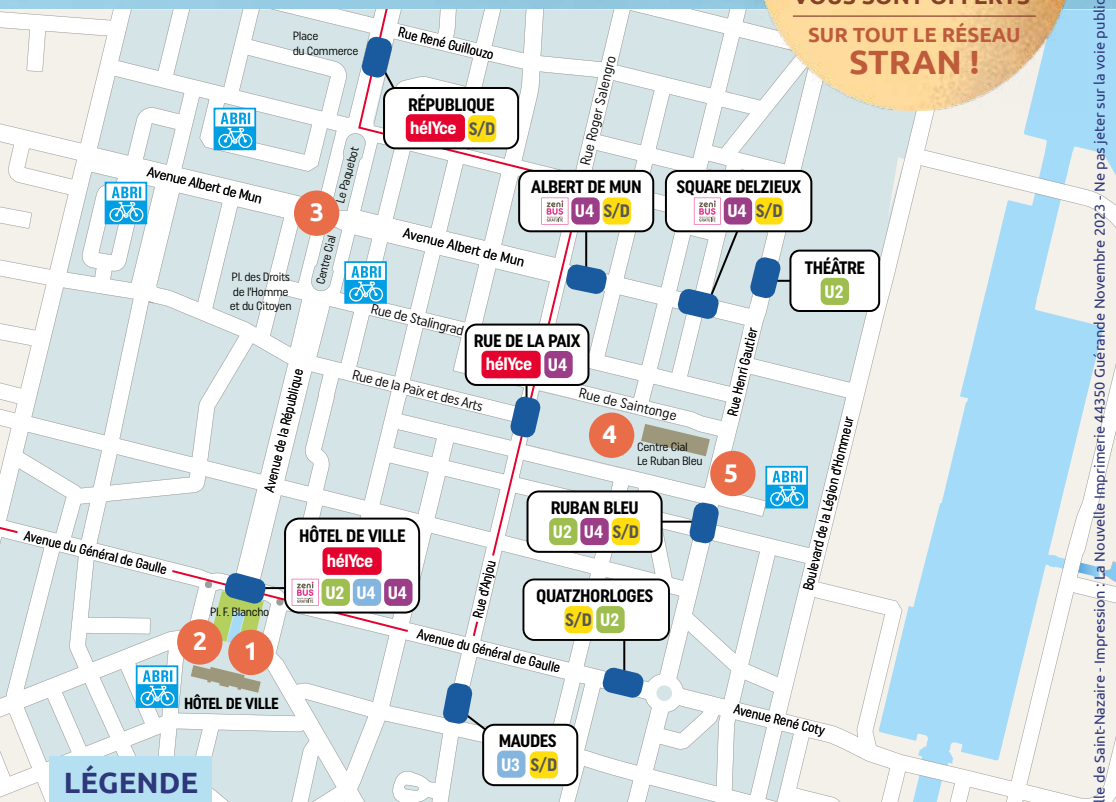 VOUS SONT OFFERTS
SUR TOUT LE RÉSEAU
STRAN !
Place
du Commerce
Rue René Guillouzo
RÉPUBLIQUE
hélYce S/D
Rue Roger Salengro
ABRI
ABRI
Avenue Albert de Mun
Le Paquebot
3
Centre Cial
Avenue Albert de Mun
ALBERT DE MUN
zeni BUS U4 S/D
SQUARE DELZIEUX
zeni BUS U4 S/D
THÉÂTRE
U2
Pl. des Droits
de l'Homme
et du Citoyen
ABRI
Rue de Stalingrad
RUE DE LA PAIX
hélYce U4
Rue Henri Gautier
Rue de la Paix et des Arts
Rue de Saintonge
Avenue de la République
4
Centre Cial
Le Ruban Bleu
5
ABRI
Boulevard de la Légion d'Hommeur
RUBAN BLEU
U2 U4 S/D
HÔTEL DE VILLE
hélYce
zeni BUS U2 U4 U4
Avenue du Général de Gaulle
Rue d'Anjou
QUATZHORLOGES
S/D U2
Pl. F. Blancho
2
1
Avenue du Général de Gaulle
ABRI
HÔTEL DE VILLE
Avenue René Coty
MAUDES
U3 S/D
LÉGENDE
lle de Saint-Nazaire - Impression : La Nouvelle Imprimerie 44350 Guérande Novembre 2023 - Ne pas jeter sur la voie public